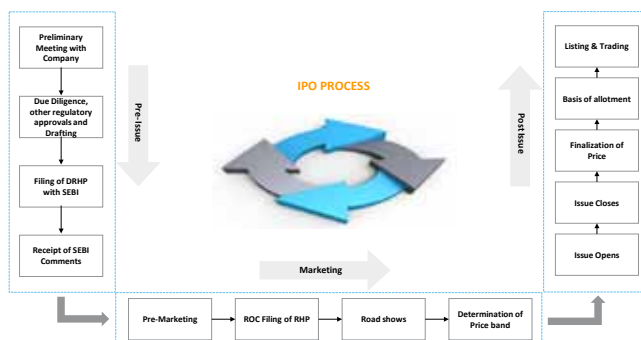 Preliminary
Meeting with
Company
Due Diligence,
other regulatory
approvals and
Drafting
Filing of DRHP
with SEBI
Receipt of SEBI
Comments
Pre-Issue
IPO PROCESS
Marketing
Pre-Marketing
ROC Filing of RHP
Road shows
Determination of
Price band
Post Issue
Listing & Trading
Basis of allotment
Finalization of
Price
Issue Closes
Issue Opens